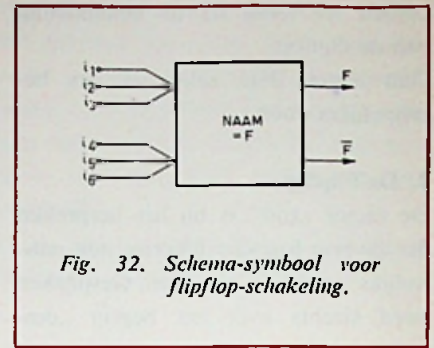 i1
i2
i3
F
NAAM
=F
i4
i5
i6
F̅
Fig. 32. Schema-symbool voor
flipflop-schakeling.